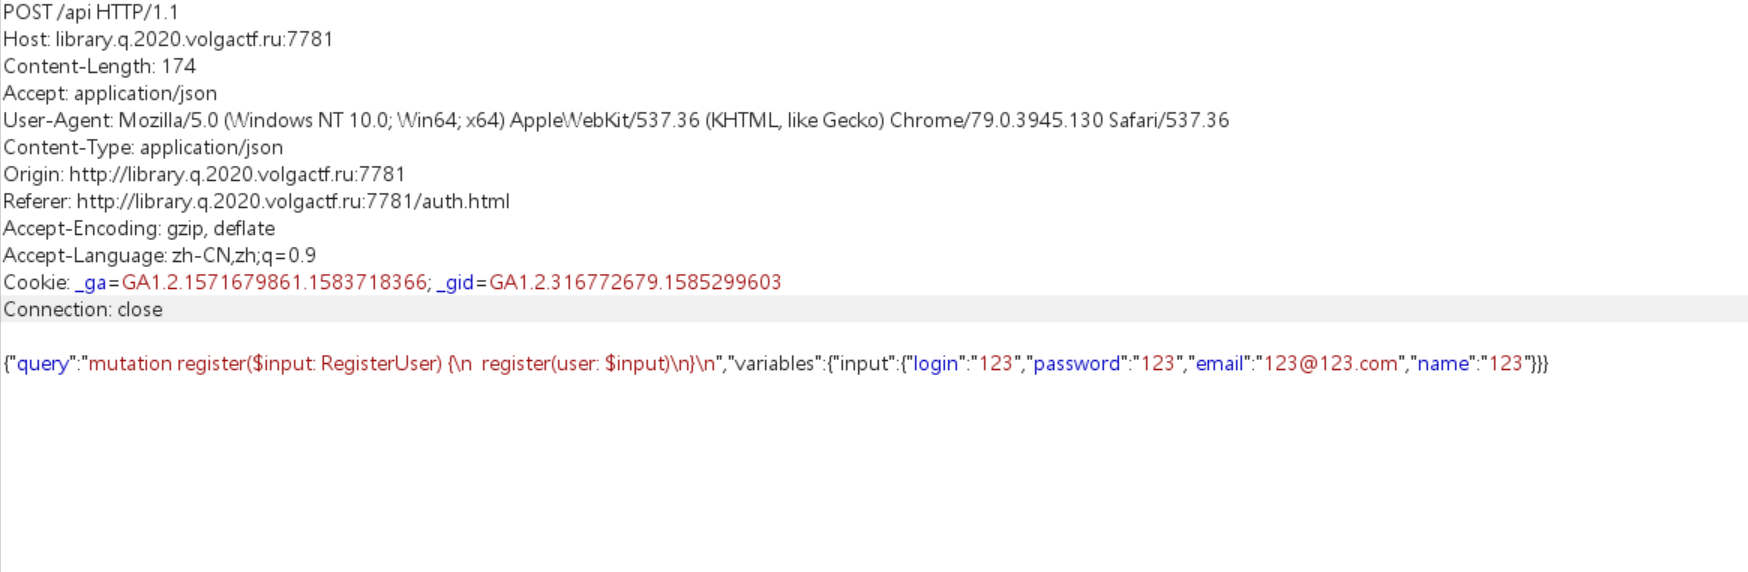 POST /api HTTP/1.1
Host: library.q.2020.volgactf.ru:7781
Content-Length: 174
Accept: application/json
User-Agent: Mozilla/5.0 (Windows NT 10.0; Win64; x64) AppleWebKit/537.36 (KHTML, like Gecko) Chrome/79.0.3945.130 Safari/537.36
Content-Type: application/json
Origin: http://library.q.2020.volgactf.ru:7781
Referer: http://library.q.2020.volgactf.ru:7781/auth.html
Accept-Encoding: gzip, deflate
Accept-Language: zh-CN,zh;q=0.9
Cookie: _ga=GA1.2.1571679861.1583718366; _gid=GA1.2.316772679.1585299603
Connection: close
{"query":"mutation register($input: RegisterUser) {\n  register(user: $input)\n}\n","variables":{"input":{"login":"123","password":"123","email":"123@123.com","name":"123"}}}